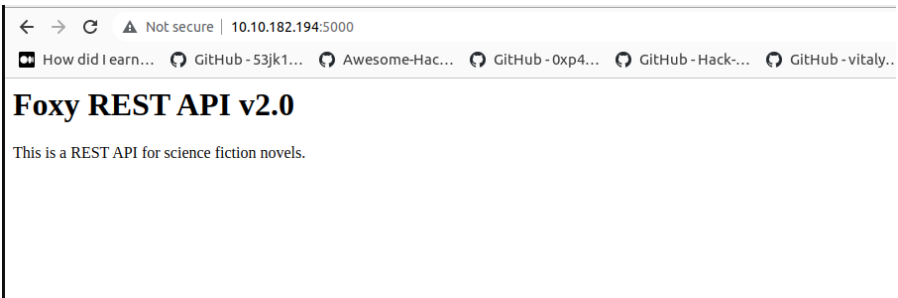 Not secure 10.10.182.194:5000
How did I earn... GitHub - 53jk1... Awesome-Hac... GitHub - 0xp4... GitHub - Hack-... GitHub - vitaly...
Foxy REST API v2.0
This is a REST API for science fiction novels.